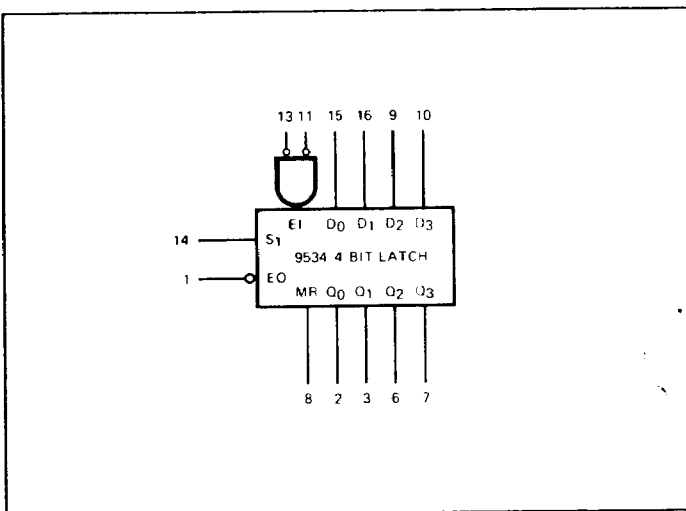 13 11 15 16 9 10
EI D0 D1 D2 D3
14 S1
9534 4 BIT LATCH
1 EO
MR Q0 Q1 Q2 Q3
8 2 3 6 7